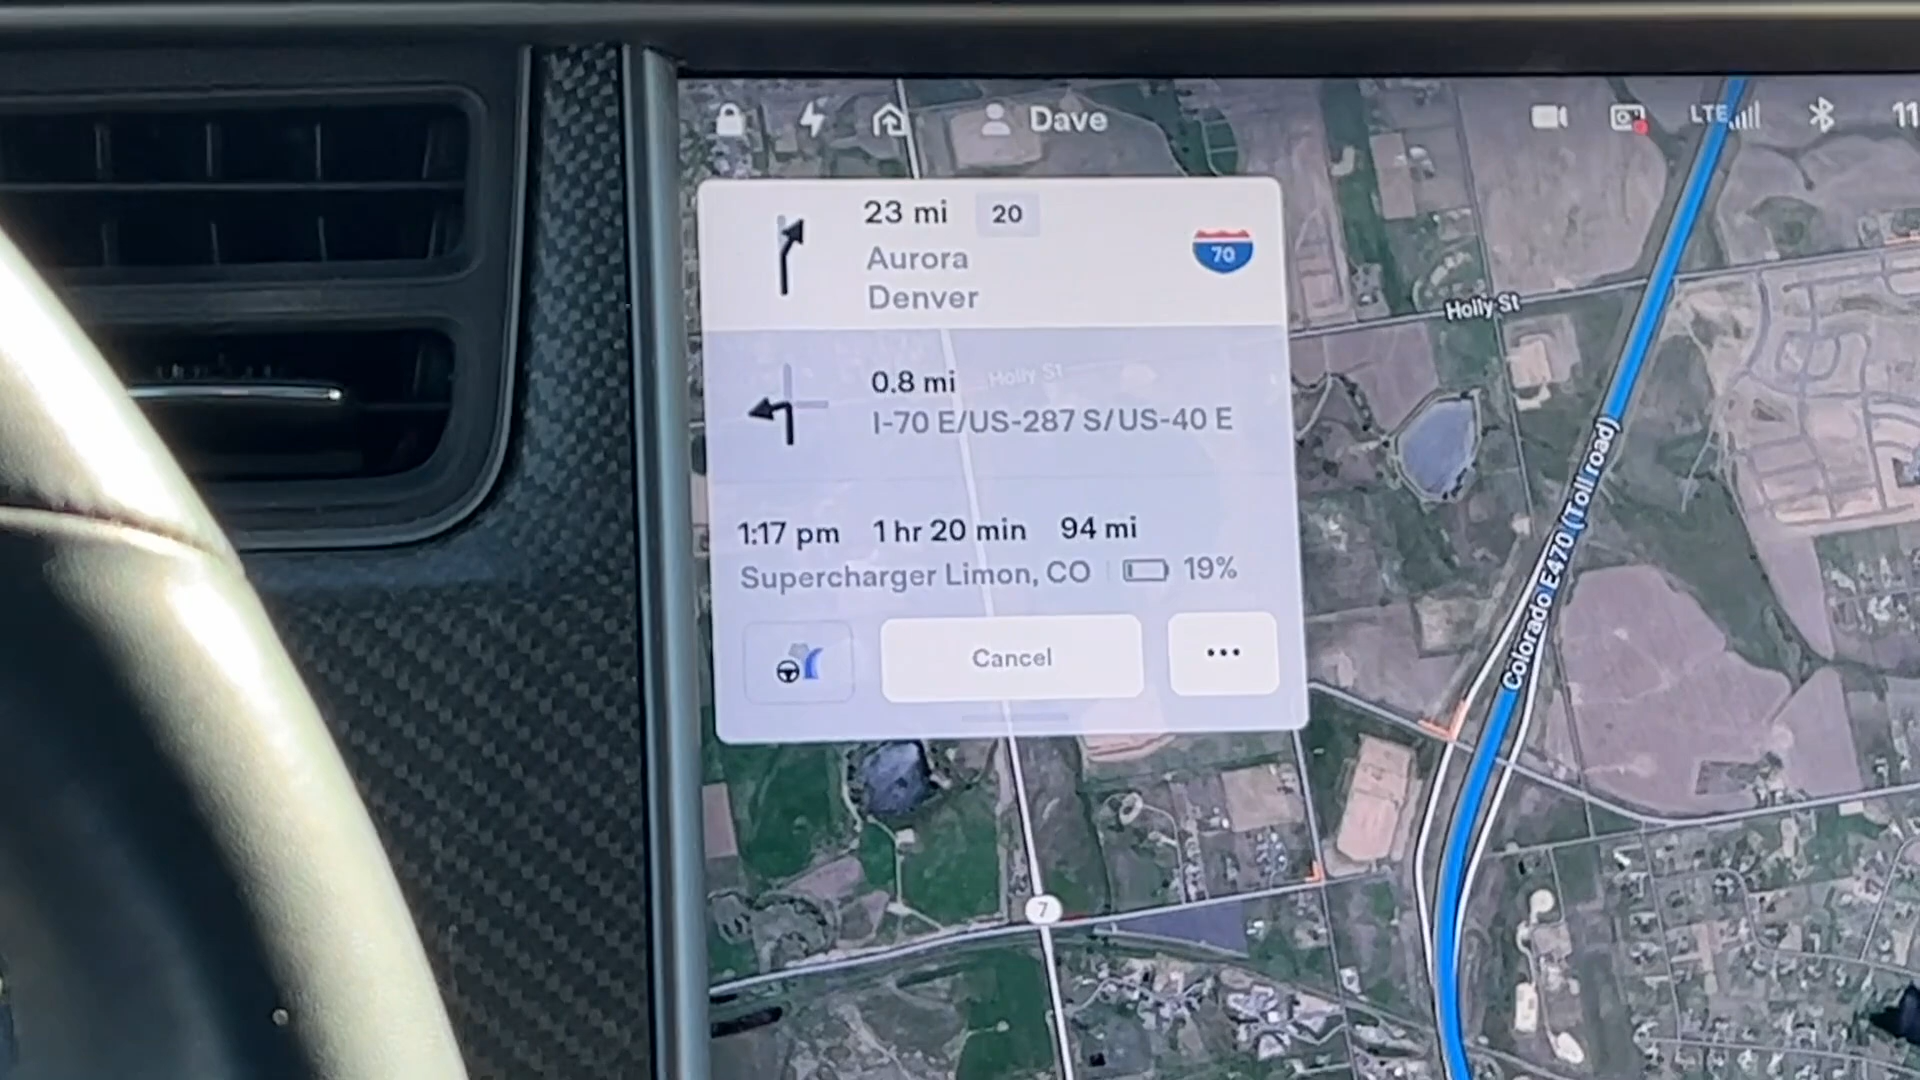 Dave
LTE
11
23 mi 20
Aurora
Denver
70
Holly St
0.8 mi
Holly St
I-70 E/US-287 S/US-40 E
1:17 pm 1 hr 20 min 94 mi
Supercharger Limon, CO 19%
Cancel
Colorado E470 (Toll road)
7